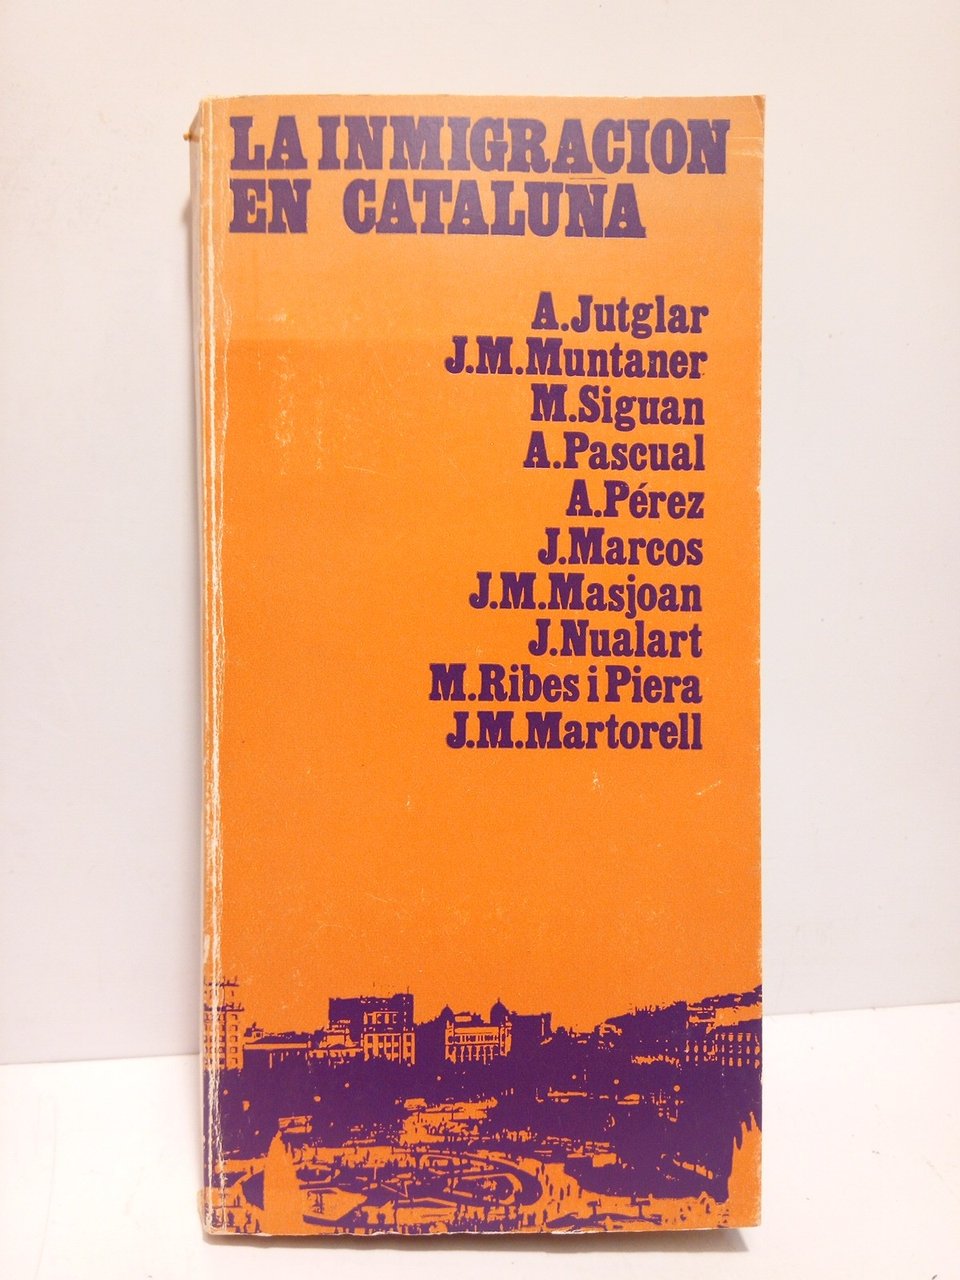 LA INMIGRACION
EN CATALUÑA
A.Jutglar
J.M.Muntaner
M.Siguan
A.Pascual
A.Pérez
J.Marcos
J.M.Masjoan
J.Nualart
M.Ribes i Piera
J.M.Martorell